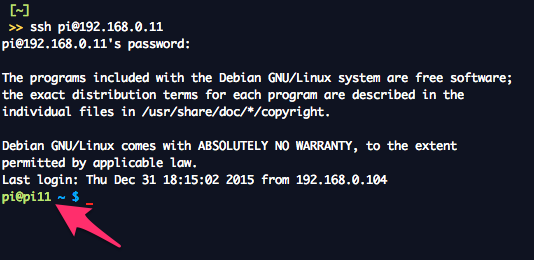 [~]
>> ssh pi@192.168.0.11
pi@192.168.0.11's password:
The programs included with the Debian GNU/Linux system are free software;
the exact distribution terms for each program are described in the
individual files in /usr/share/doc/*/copyright.
Debian GNU/Linux comes with ABSOLUTELY NO WARRANTY, to the extent
permitted by applicable law.
Last login: Thu Dec 31 18:15:02 2015 from 192.168.0.104
pi@pi11 ~ $ _